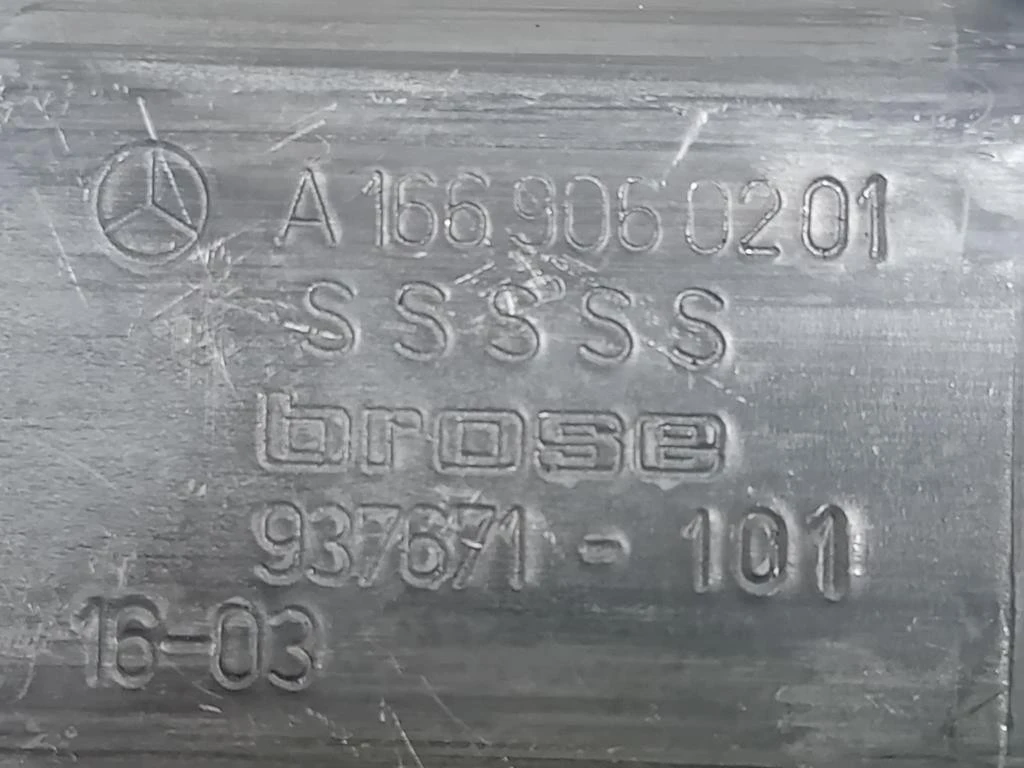 A 166 906 02 01
S S S S S
brose
937671 - 101
16-03